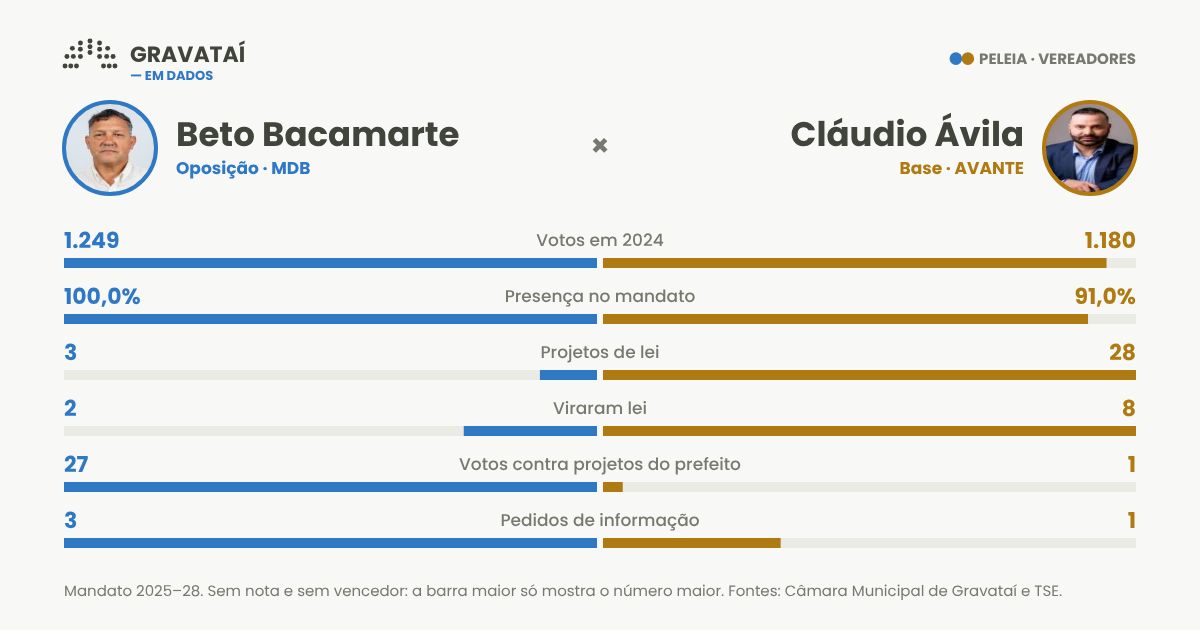 GRAVATAÍ
— EM DADOS
PELEIA · VEREADORES
Beto Bacamarte
Oposição · MDB
×
Cláudio Ávila
Base · AVANTE
1.249 Votos em 2024 1.180
100,0% Presença no mandato 91,0%
3 Projetos de lei 28
2 Viraram lei 8
27 Votos contra projetos do prefeito 1
3 Pedidos de informação 1
Mandato 2025–28. Sem nota e sem vencedor: a barra maior só mostra o número maior. Fontes: Câmara Municipal de Gravataí e TSE.